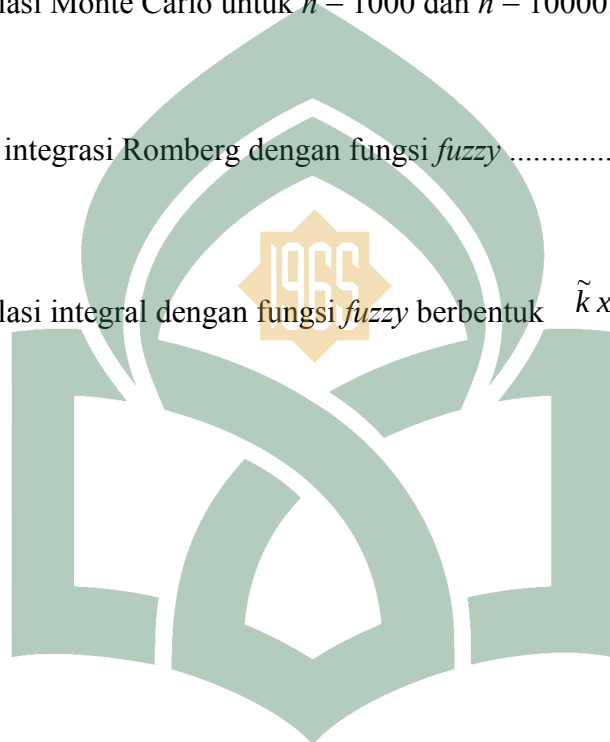 lasi Monte Carlo untuk n = 1000 dan n = 10000
integrasi Romberg dengan fungsi fuzzy .............
1965
lasi integral dengan fungsi fuzzy berbentuk k̃ x